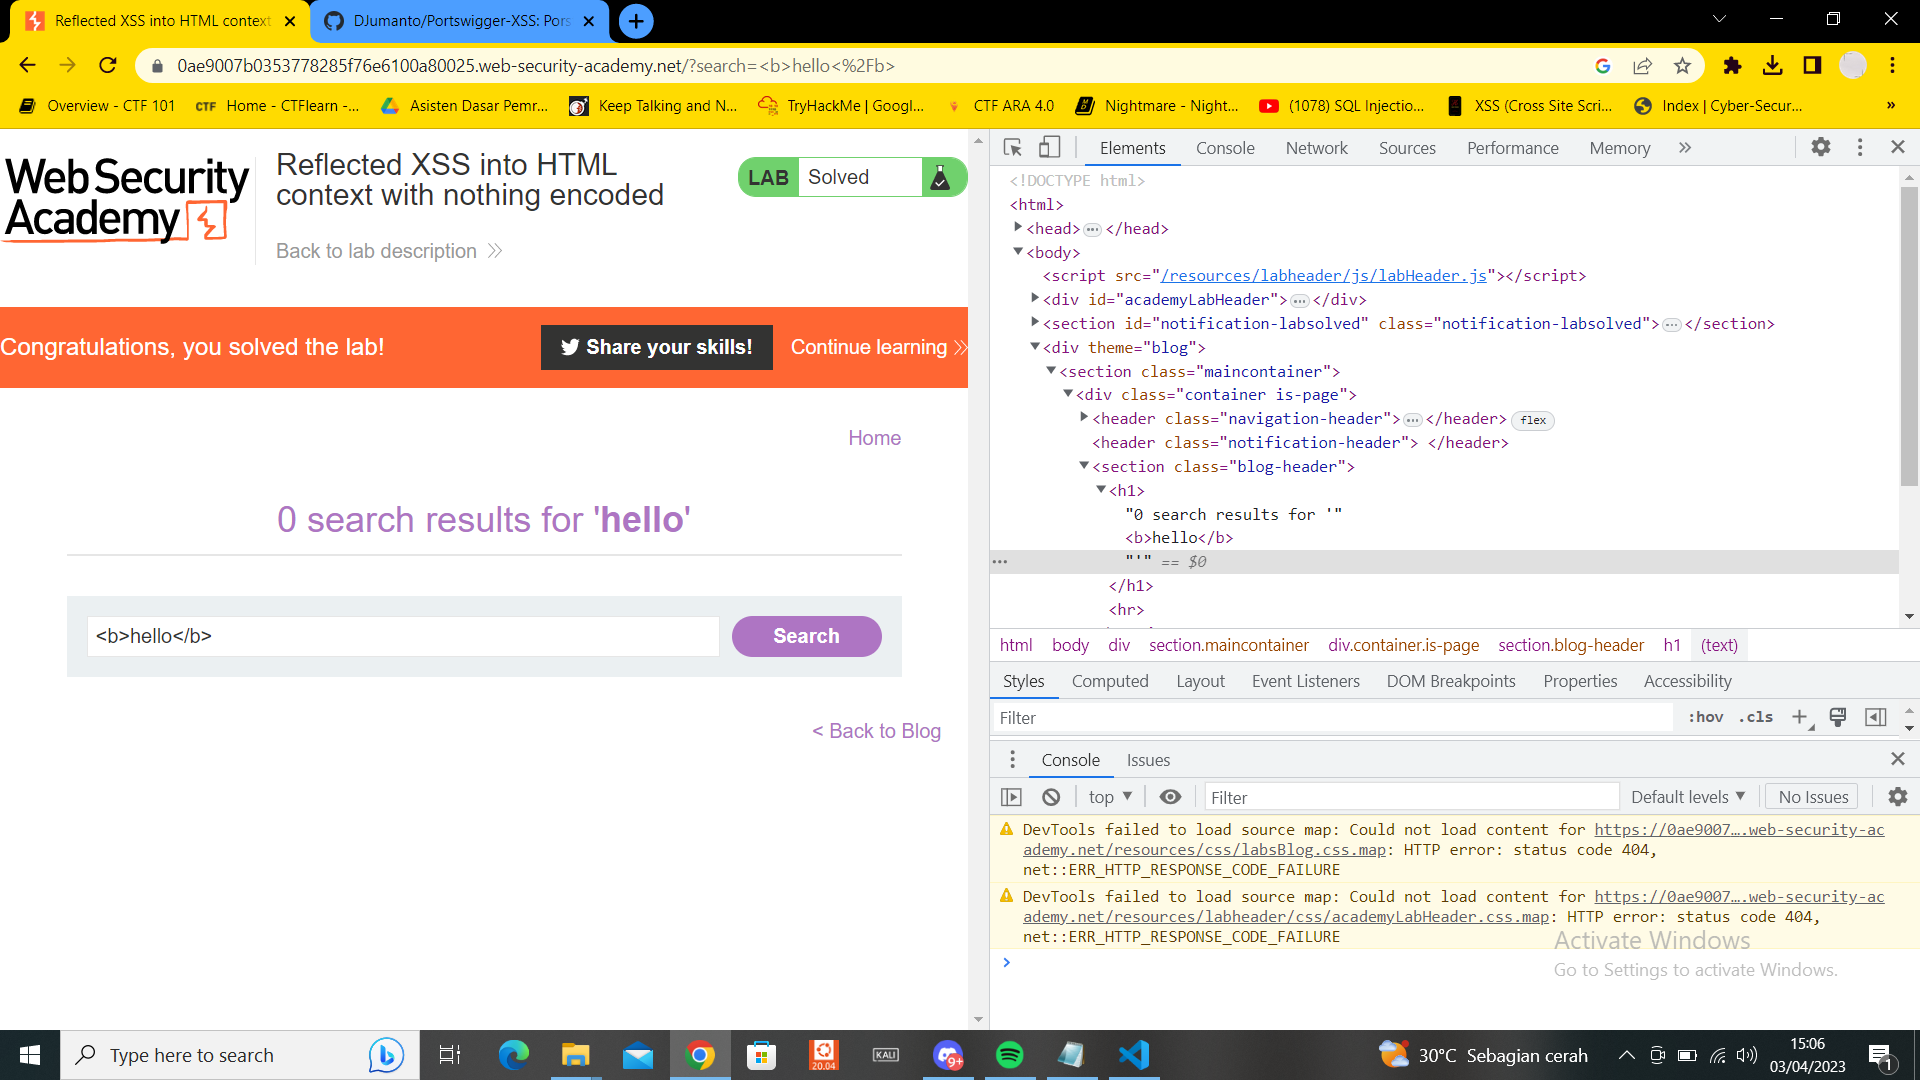 Reflected XSS into HTML context
DJumanto/Portswigger-XSS: Pors
0ae9007b0353778285f76e6100a80025.web-security-academy.net/?search=<b>hello<%2Fb>
Overview - CTF 101
CTF Home - CTFlearn -...
Asisten Dasar Pemr...
Keep Talking and N...
TryHackMe | Googl...
CTF ARA 4.0
Nightmare - Night...
(1078) SQL Injectio...
XSS (Cross Site Scri...
Index | Cyber-Secur...
»
Web Security
Academy
Reflected XSS into HTML
context with nothing encoded
Back to lab description
LAB Solved
Congratulations, you solved the lab!
Share your skills!
Continue learning
Home
0 search results for 'hello'
<b>hello</b>
Search
< Back to Blog
Elements Console Network Sources Performance Memory »
<!DOCTYPE html>
<html>
<head>…</head>
<body>
<script src="/resources/labheader/js/labHeader.js"></script>
<div id="academyLabHeader">…</div>
<section id="notification-labsolved" class="notification-labsolved">…</section>
<div theme="blog">
<section class="maincontainer">
<div class="container is-page">
<header class="navigation-header">…</header> flex
<header class="notification-header"> </header>
<section class="blog-header">
<h1>
"0 search results for '"
<b>hello</b>
… "'" == $0
</h1>
<hr>
html body div section.maincontainer div.container.is-page section.blog-header h1 (text)
Styles Computed Layout Event Listeners DOM Breakpoints Properties Accessibility
Filter :hov .cls
Console Issues
top Filter Default levels No Issues
DevTools failed to load source map: Could not load content for https://0ae9007….web-security-ac
ademy.net/resources/css/labsBlog.css.map: HTTP error: status code 404,
net::ERR_HTTP_RESPONSE_CODE_FAILURE
DevTools failed to load source map: Could not load content for https://0ae9007….web-security-ac
ademy.net/resources/labheader/css/academyLabHeader.css.map: HTTP error: status code 404,
net::ERR_HTTP_RESPONSE_CODE_FAILURE
Activate Windows
Go to Settings to activate Windows.
Type here to search
20.04
KALI
9+
30°C Sebagian cerah
15:06
03/04/2023
1